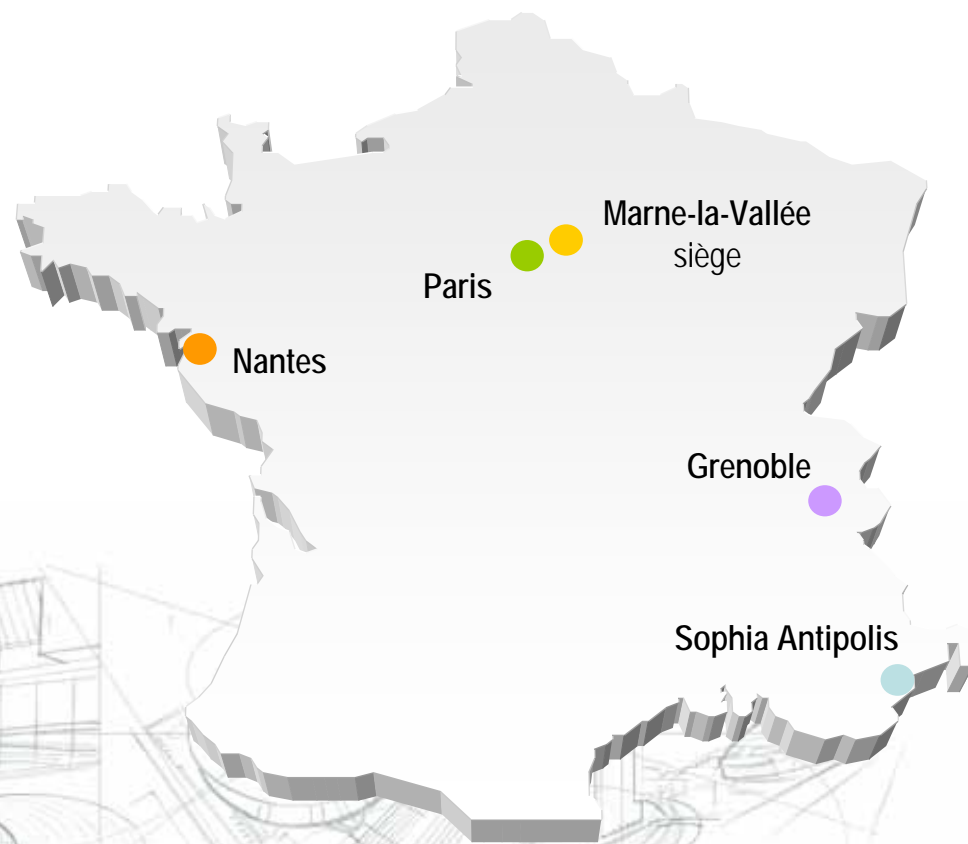 Marne-la-Vallée
siège
Paris
Nantes
Grenoble
Sophia Antipolis